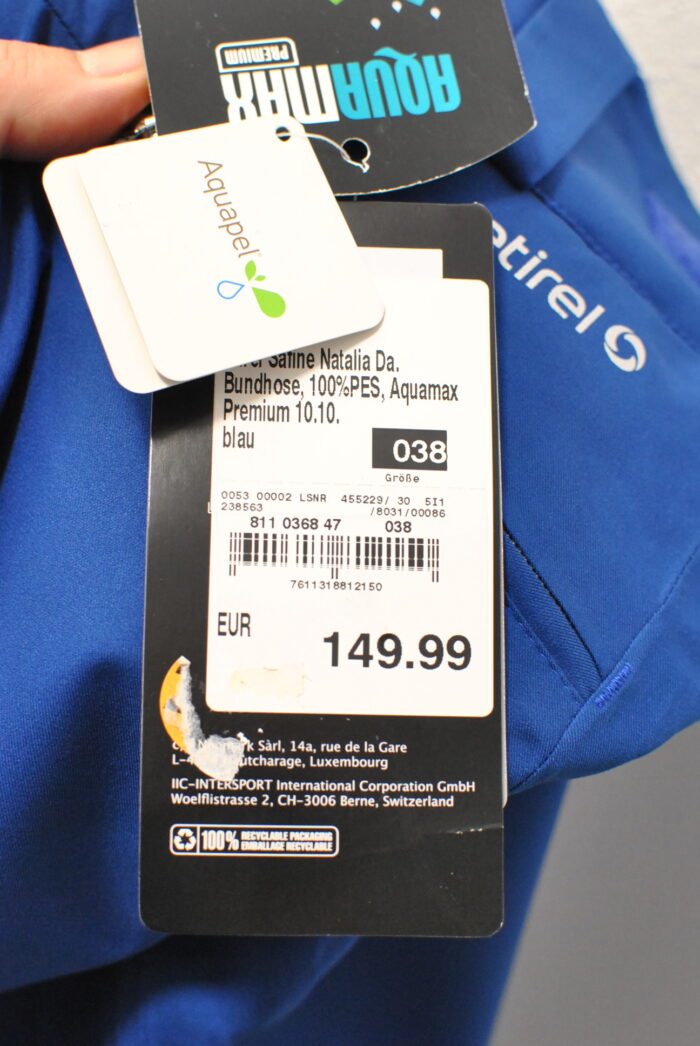 AQUAMAX
PREMIUM
Aquapel
etirel
Safine Natalia Da.
Bundhose, 100%PES, Aquamax
Premium 10.10.
blau
038
Größe
0053 00002 LSNR 455229/ 30 5I1
238563 /8031/00086
811 0368 47 038
7611318812150
EUR
149.99
Sàrl, 14a, rue de la Gare
Luxembourg
IIC-INTERSPORT International Corporation GmbH
Woelflistrasse 2, CH-3006 Berne, Switzerland
100% RECYCLABLE PACKAGING
EMBALLAGE RECYCLABLE